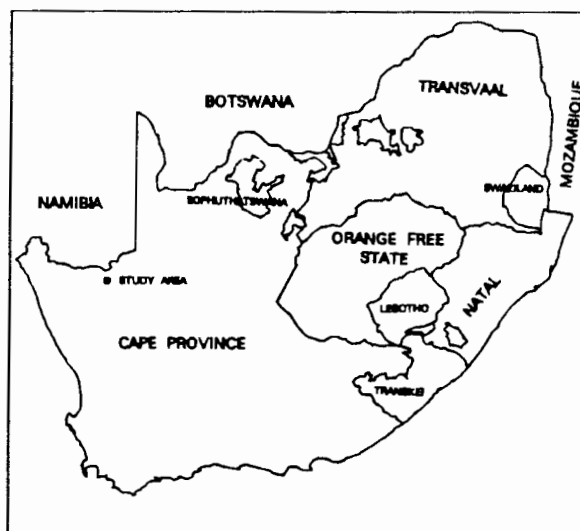 TRANSVAAL
BOTSWANA
MOZAMBIQUE
NAMIBIA
BOPHUTHATSWANA
SWAZILAND
ORANGE FREE
STATE
STUDY AREA
LESOTHO
NATAL
CAPE PROVINCE
TRANSKEI